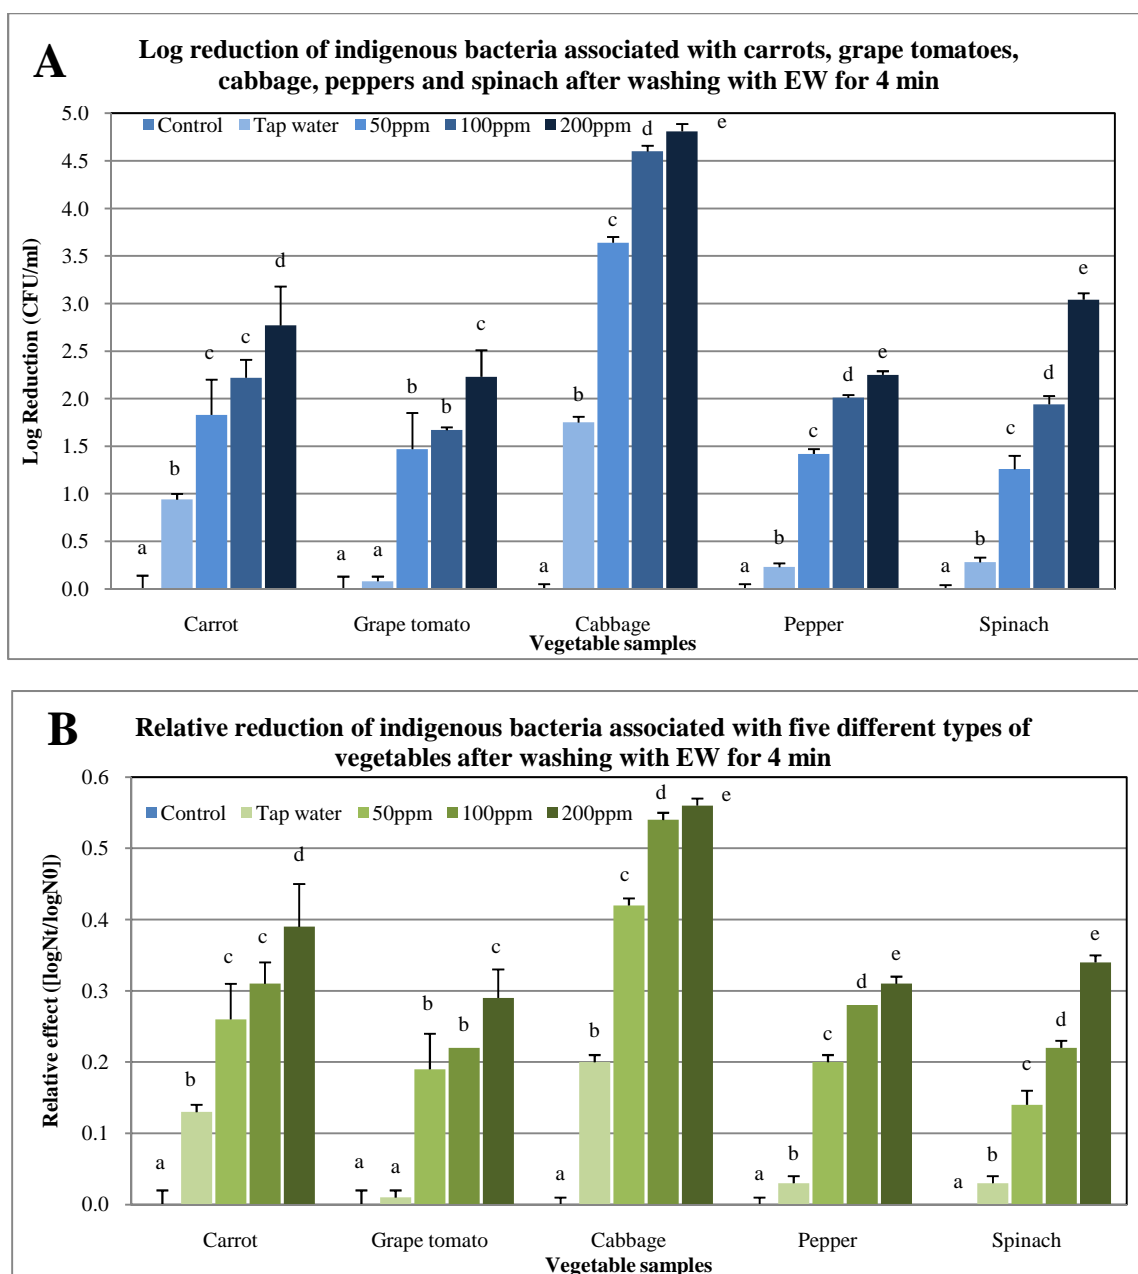 A
Log reduction of indigenous bacteria associated with carrots, grape tomatoes,
cabbage, peppers and spinach after washing with EW for 4 min
Log Reduction (CFU/ml)
5.0
4.5
4.0
3.5
3.0
2.5
2.0
1.5
1.0
0.5
0.0
Control Tap water 50ppm 100ppm 200ppm
a b c c d
a a b b c
a b c d e
a b c d e
a b c d e
Carrot Grape tomato Cabbage Pepper Spinach
Vegetable samples
B
Relative reduction of indigenous bacteria associated with five different types of
vegetables after washing with EW for 4 min
Relative effect ([logNt/logN0])
0.6
0.5
0.4
0.3
0.2
0.1
0.0
Control Tap water 50ppm 100ppm 200ppm
a b c c d
a a b b c
a b c d e
a b c d e
a b c d e
Carrot Grape tomato Cabbage Pepper Spinach
Vegetable samples